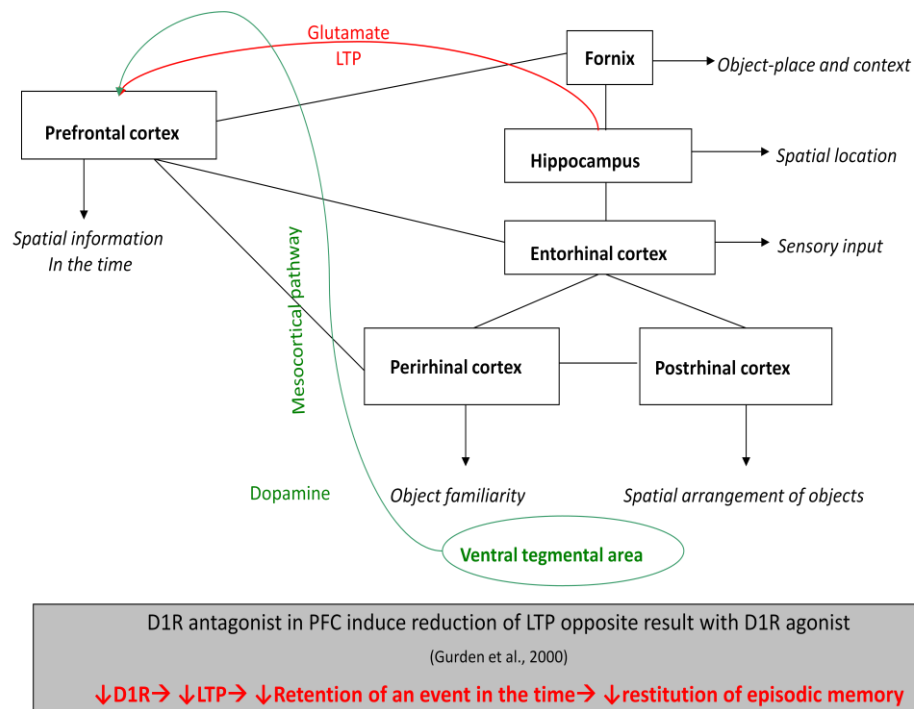 Glutamate
LTP
Fornix
Object-place and context
Prefrontal cortex
Hippocampus
Spatial location
Spatial information
In the time
Entorhinal cortex
Sensory input
Mesocortical pathway
Perirhinal cortex
Postrhinal cortex
Dopamine
Object familiarity
Spatial arrangement of objects
Ventral tegmental area
D1R antagonist in PFC induce reduction of LTP opposite result with D1R agonist
(Gurden et al., 2000)
↓D1R→ ↓LTP→ ↓Retention of an event in the time→ ↓restitution of episodic memory